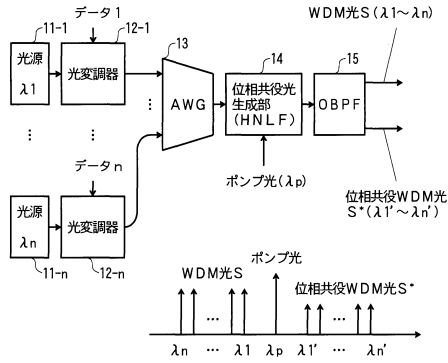 データ1
11-1
12-1
光源
λ1
光変調器
13
AWG
14
位相共役光
生成部
(HNLF)
15
OBPF
WDM光S(λ1～λn)
位相共役WDM光
S*(λ1'～λn')
ポンプ光(λp)
データn
光源
λn
光変調器
11-n
12-n
WDM光S
ポンプ光
位相共役WDM光S*
λn … λ1 λp λ1' … λn'